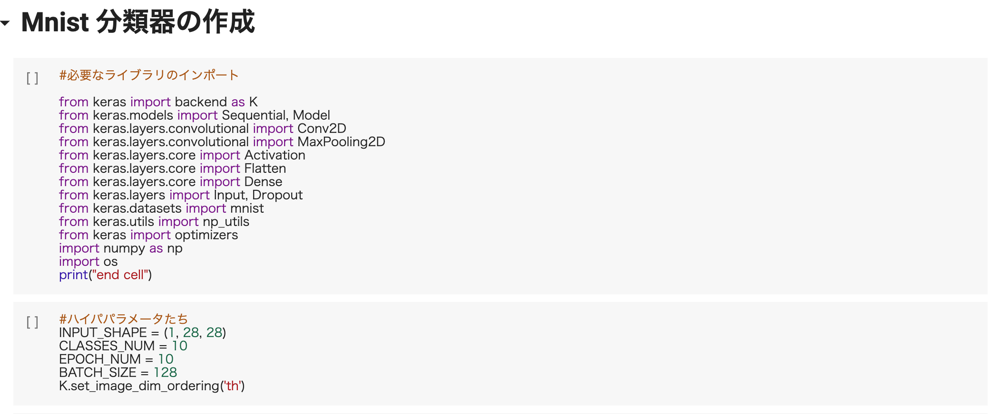 Mnist 分類器の作成
[ ]
#必要なライブラリのインポート
from keras import backend as K
from keras.models import Sequential, Model
from keras.layers.convolutional import Conv2D
from keras.layers.convolutional import MaxPooling2D
from keras.layers.core import Activation
from keras.layers.core import Flatten
from keras.layers.core import Dense
from keras.layers import Input, Dropout
from keras.datasets import mnist
from keras.utils import np_utils
from keras import optimizers
import numpy as np
import os
print("end cell")
[ ]
#ハイパパラメータたち
INPUT_SHAPE = (1, 28, 28)
CLASSES_NUM = 10
EPOCH_NUM = 10
BATCH_SIZE = 128
K.set_image_dim_ordering('th')